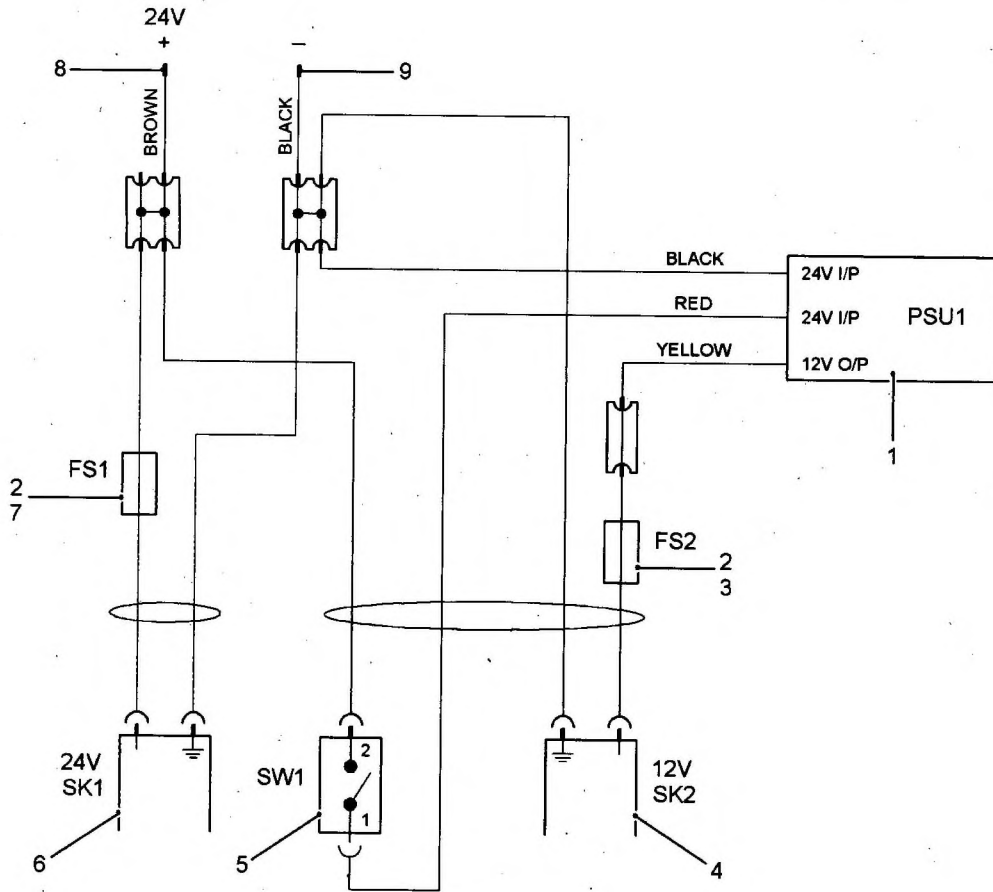 24V
+ −
8 9
BROWN
BLACK
BLACK
24V I/P
RED
24V I/P
PSU1
YELLOW
12V O/P
1
FS1
2
7
FS2
2
3
24V
SK1
6
SW1
2
1
5
12V
SK2
4